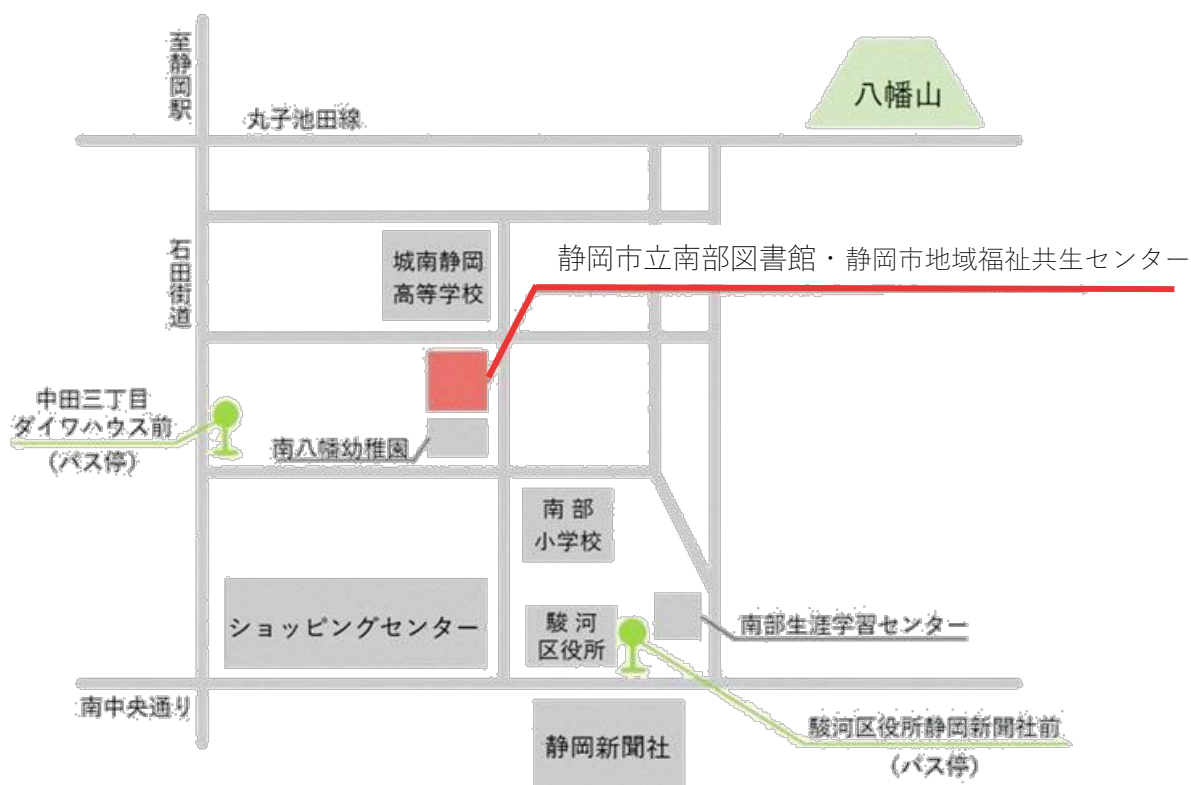 至静岡駅
八幡山
丸子池田線
石田街道
城南静岡
高等学校
静岡市立南部図書館・静岡市地域福祉共生センター
中田三丁目
ダイワハウス前
(バス停)
南八幡幼稚園
南部
小学校
ショッピングセンター
駿河
区役所
南部生涯学習センター
南中央通り
静岡新聞社
駿河区役所静岡新聞社前
(バス停)